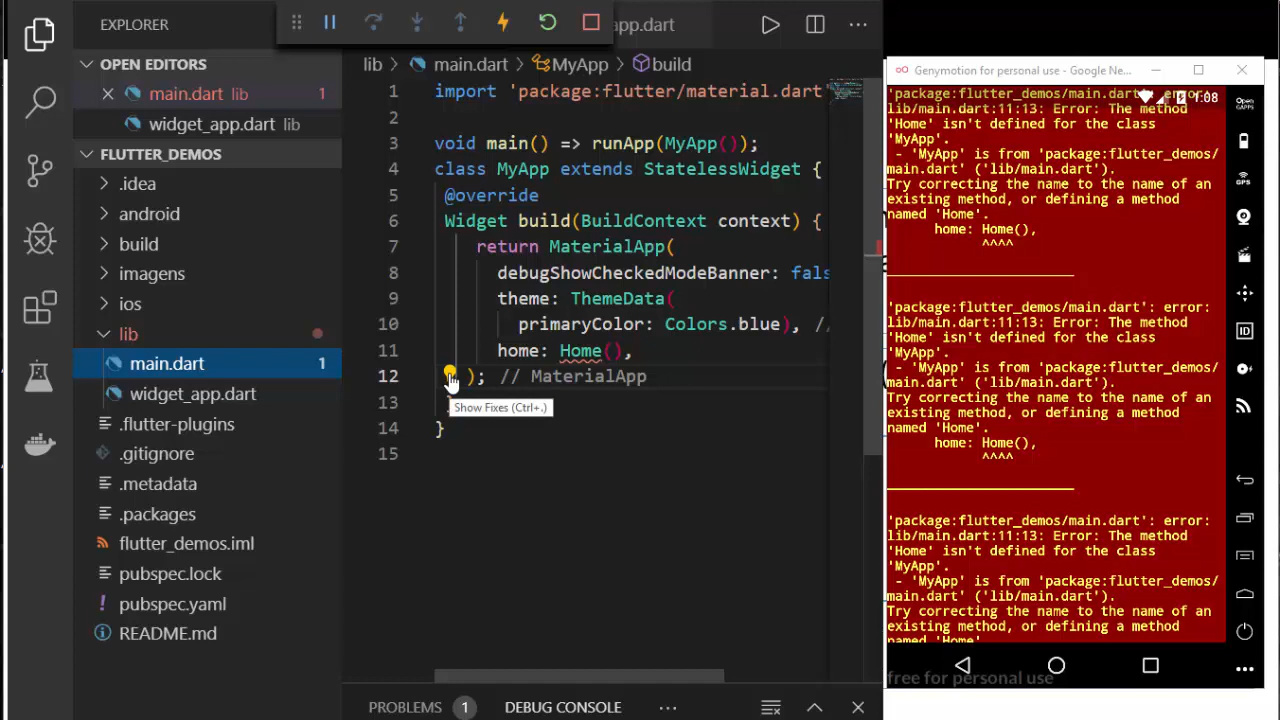 EXPLORER
OPEN EDITORS
main.dart lib 1
widget_app.dart lib
FLUTTER_DEMOS
.idea
android
build
imagens
ios
lib
main.dart 1
widget_app.dart
.flutter-plugins
.gitignore
.metadata
.packages
flutter_demos.iml
pubspec.lock
pubspec.yaml
README.md
app.dart
lib > main.dart > MyApp > build
1 import 'package:flutter/material.dart'
2
3 void main() => runApp(MyApp());
4 class MyApp extends StatelessWidget {
5 @override
6 Widget build(BuildContext context) {
7 return MaterialApp(
8 debugShowCheckedModeBanner: fals
9 theme: ThemeData(
10 primaryColor: Colors.blue), //
11 home: Home(),
12 ); // MaterialApp
Show Fixes (Ctrl+.)
13
14 }
15
PROBLEMS 1 DEBUG CONSOLE
Genymotion for personal use - Google Ne...
1:08
'package:flutter_demos/main.dart': error:
lib/main.dart:11:13: Error: The method
'Home' isn't defined for the class
'MyApp'.
- 'MyApp' is from 'package:flutter_demos/
main.dart' ('lib/main.dart').
Try correcting the name to the name of an
existing method, or defining a method
named 'Home'.
home: Home(),
^^^^
'package:flutter_demos/main.dart': error:
lib/main.dart:11:13: Error: The method
'Home' isn't defined for the class
'MyApp'.
- 'MyApp' is from 'package:flutter_demos/
main.dart' ('lib/main.dart').
Try correcting the name to the name of an
existing method, or defining a method
named 'Home'.
home: Home(),
^^^^
'package:flutter_demos/main.dart': error:
lib/main.dart:11:13: Error: The method
'Home' isn't defined for the class
'MyApp'.
- 'MyApp' is from 'package:flutter_demos/
main.dart' ('lib/main.dart').
Try correcting the name to the name of an
existing method, or defining a method
named 'Home'
free for personal use
Open
GAPPS
GPS
ID